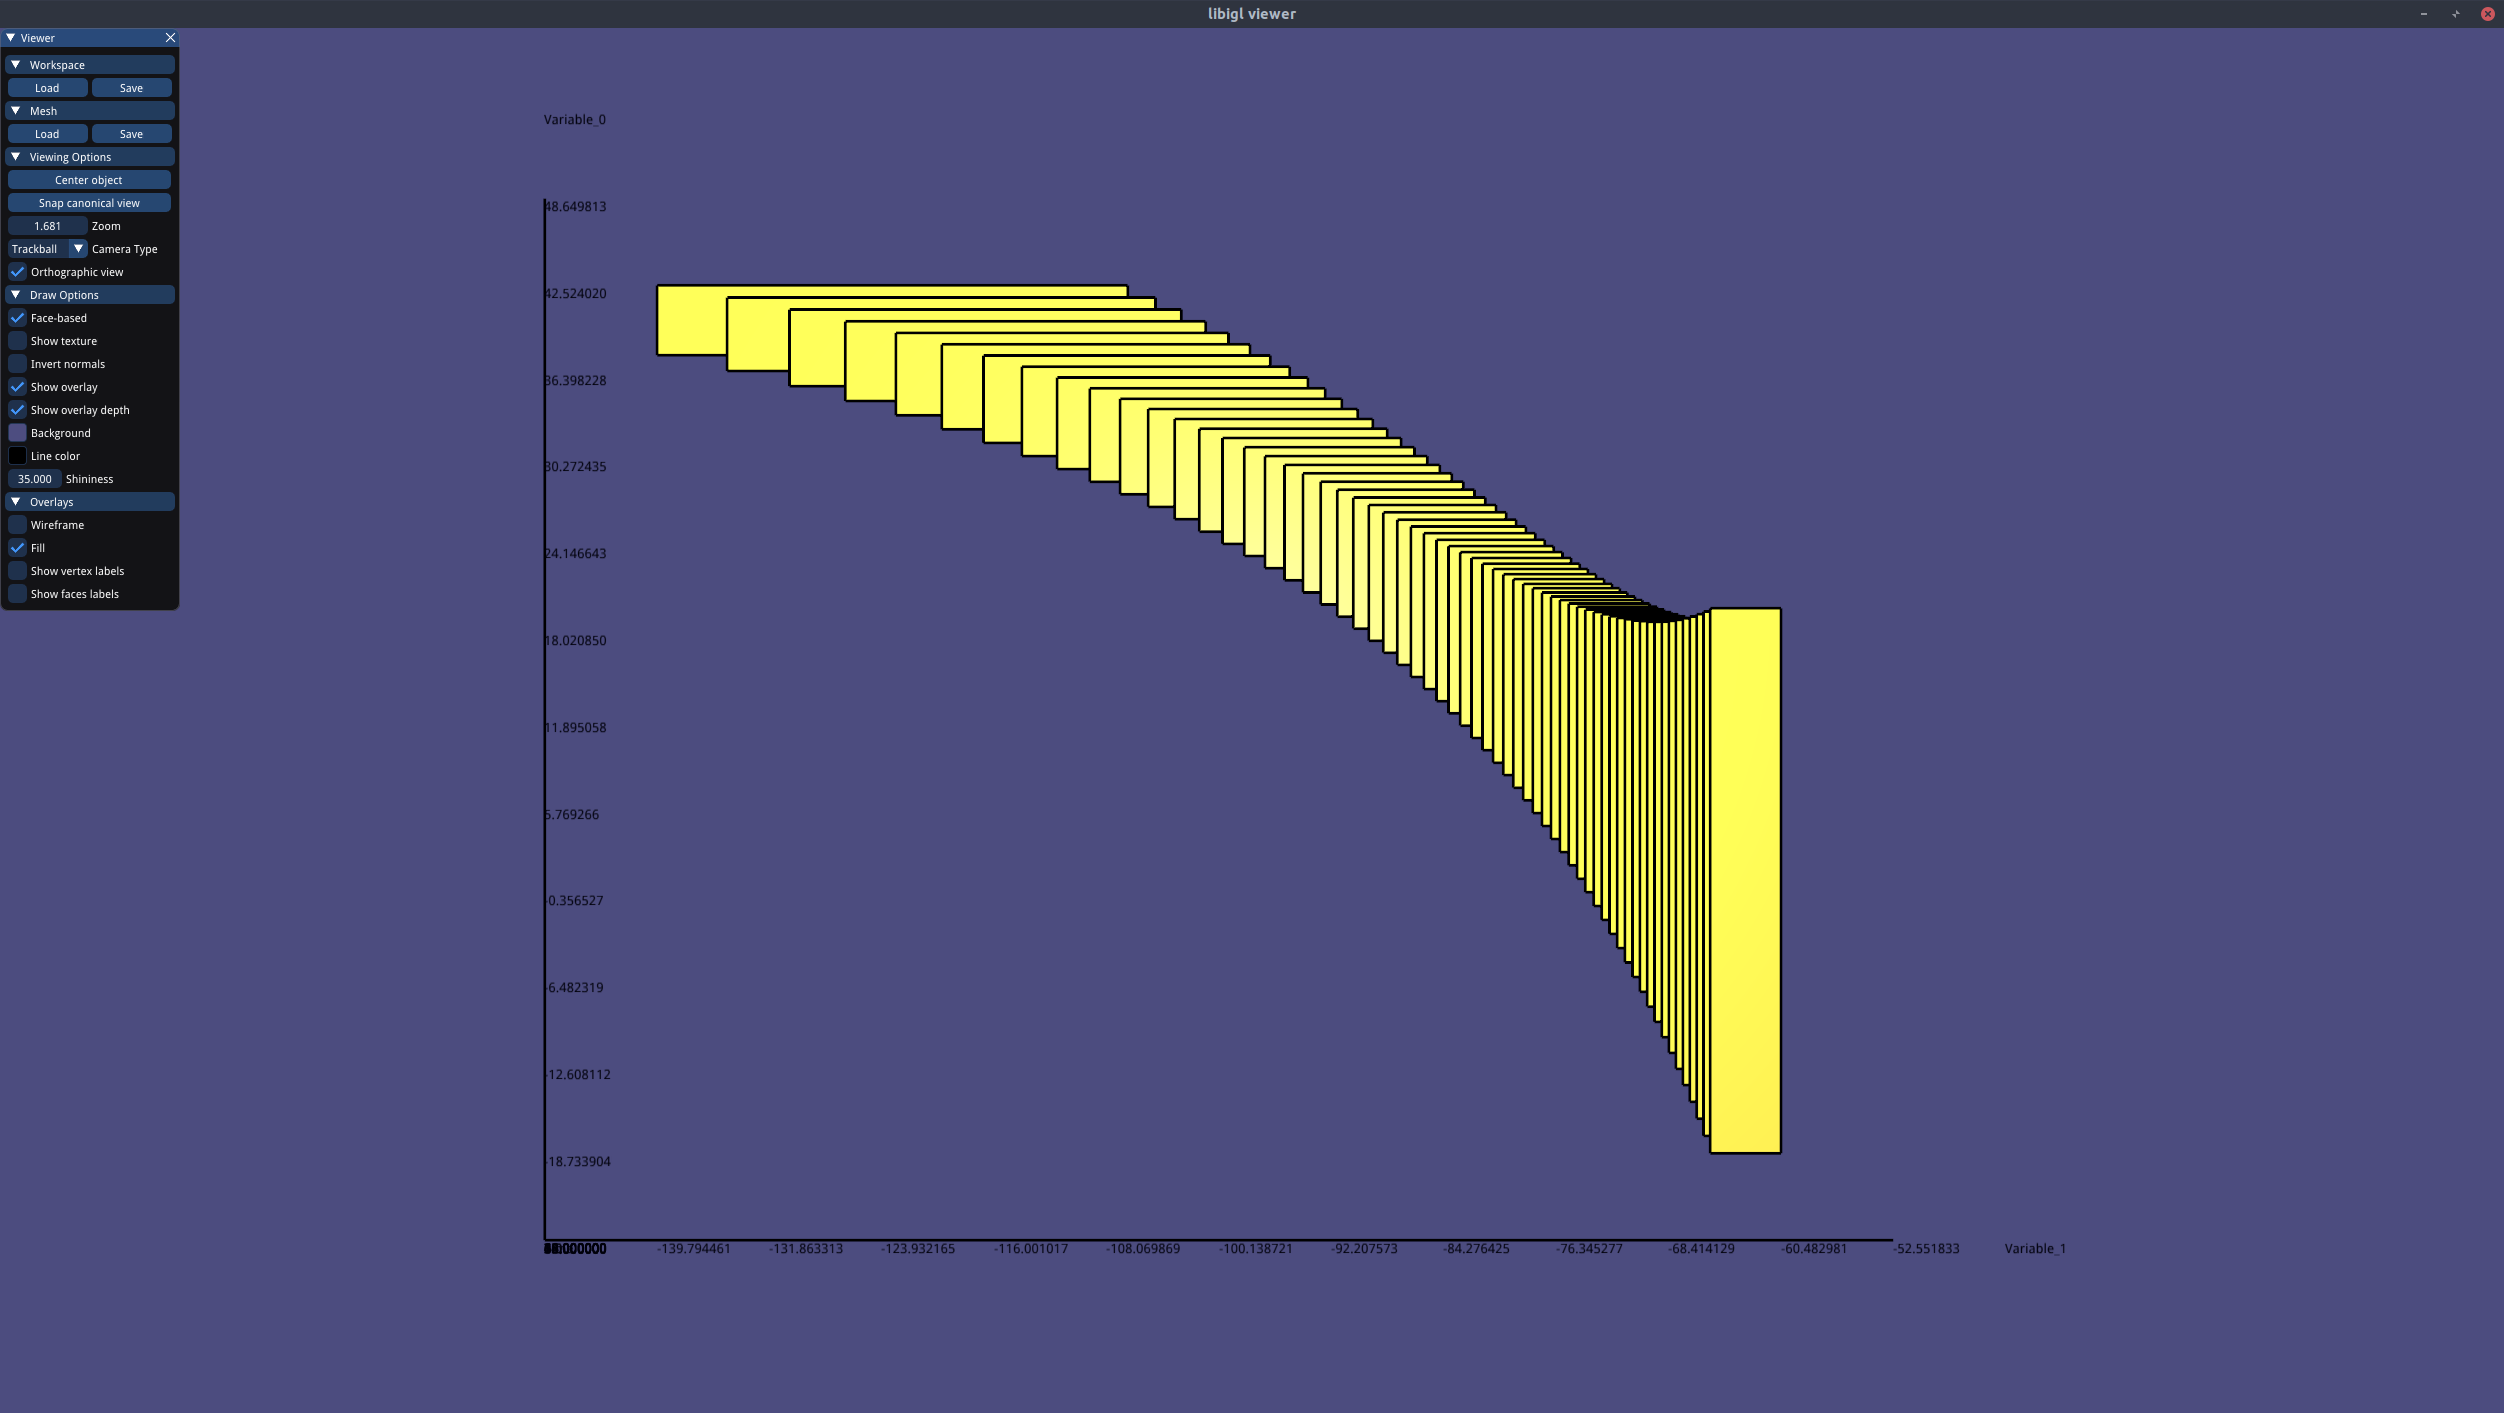 libigl viewer
Viewer
Workspace
Load Save
Mesh
Load Save
Viewing Options
Center object
Snap canonical view
1.681 Zoom
Trackball Camera Type
Orthographic view
Draw Options
Face-based
Show texture
Invert normals
Show overlay
Show overlay depth
Background
Line color
35.000 Shininess
Overlays
Wireframe
Fill
Show vertex labels
Show faces labels
Variable_0
48.649813
42.524020
36.398228
30.272435
24.146643
18.020850
11.895058
5.769266
-0.356527
-6.482319
-12.608112
-18.733904
-139.794461 -131.863313 -123.932165 -116.001017 -108.069869 -100.138721 -92.207573 -84.276425 -76.345277 -68.414129 -60.482981 -52.551833 Variable_1